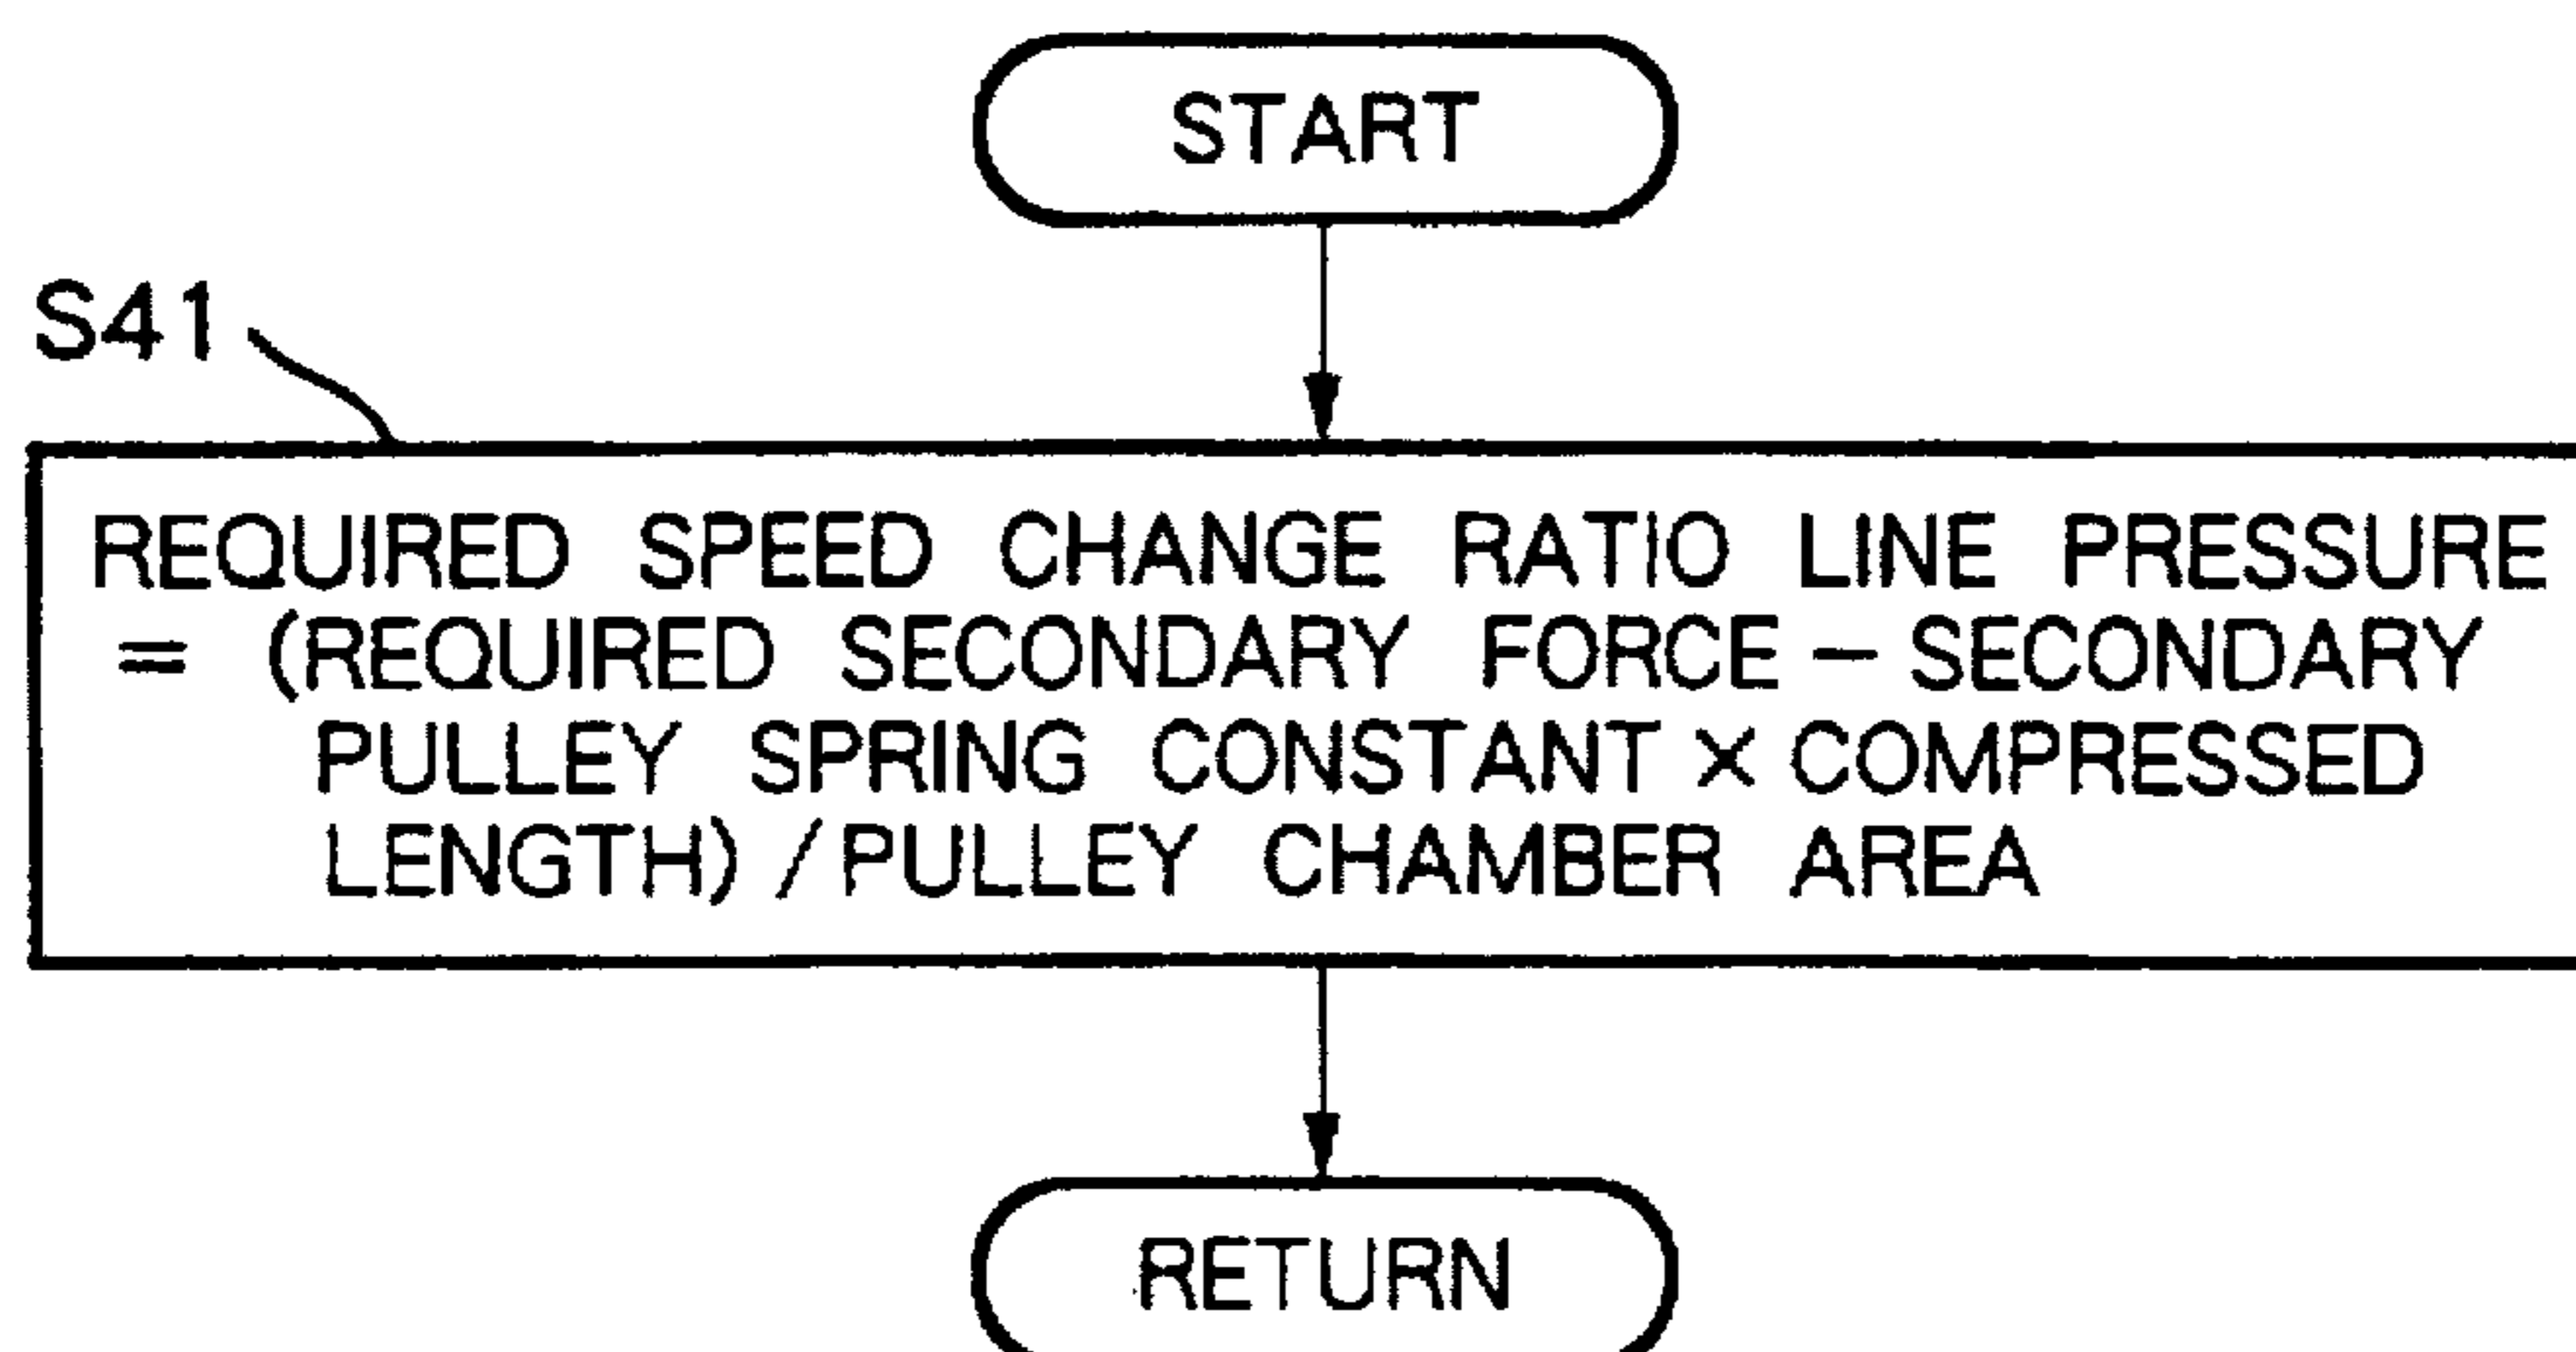 START
S41
REQUIRED SPEED CHANGE RATIO LINE PRESSURE
= (REQUIRED SECONDARY FORCE − SECONDARY
PULLEY SPRING CONSTANT × COMPRESSED
LENGTH) / PULLEY CHAMBER AREA
RETURN